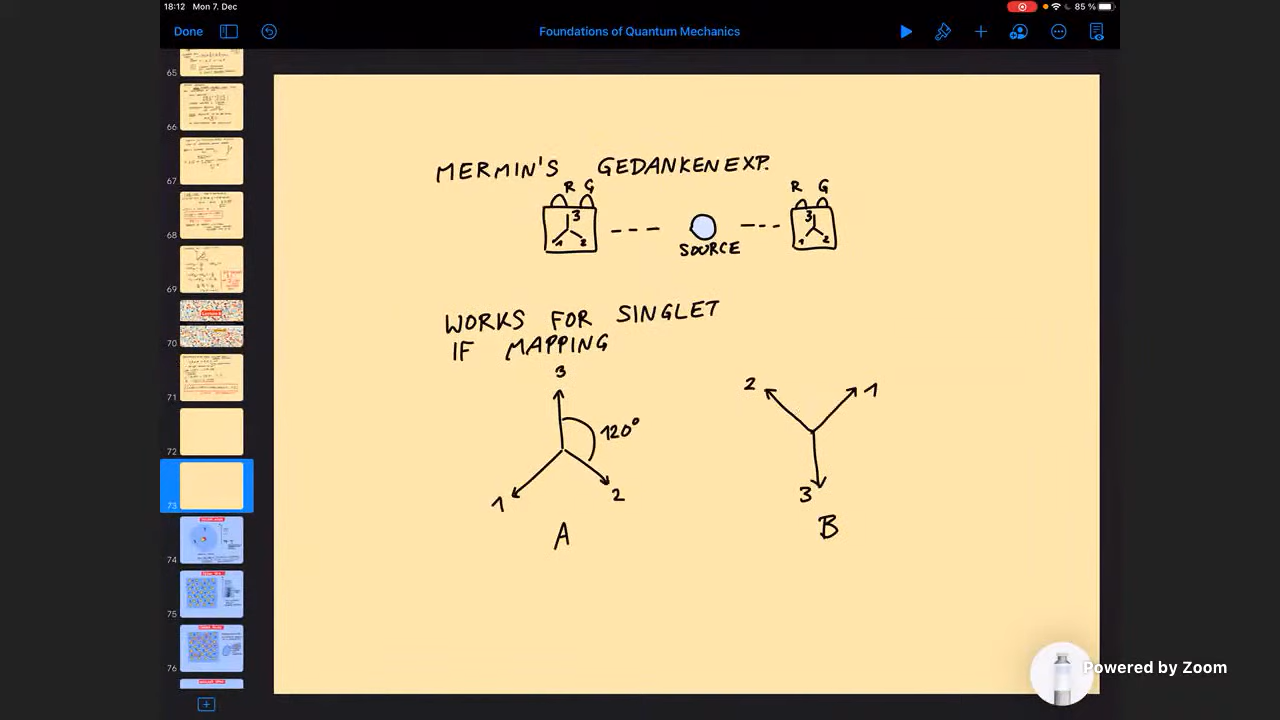 18:12 Mon 7. Dec
85 %
Done
Foundations of Quantum Mechanics
65
66
67
68
69
70
71
72
73
74
75
76
MERMIN'S GEDANKENEXP.
R G
R G
3
1 2
3
1 2
SOURCE
WORKS FOR SINGLET
IF MAPPING
3
120°
1
2
A
2
1
3
B
Powered by Zoom